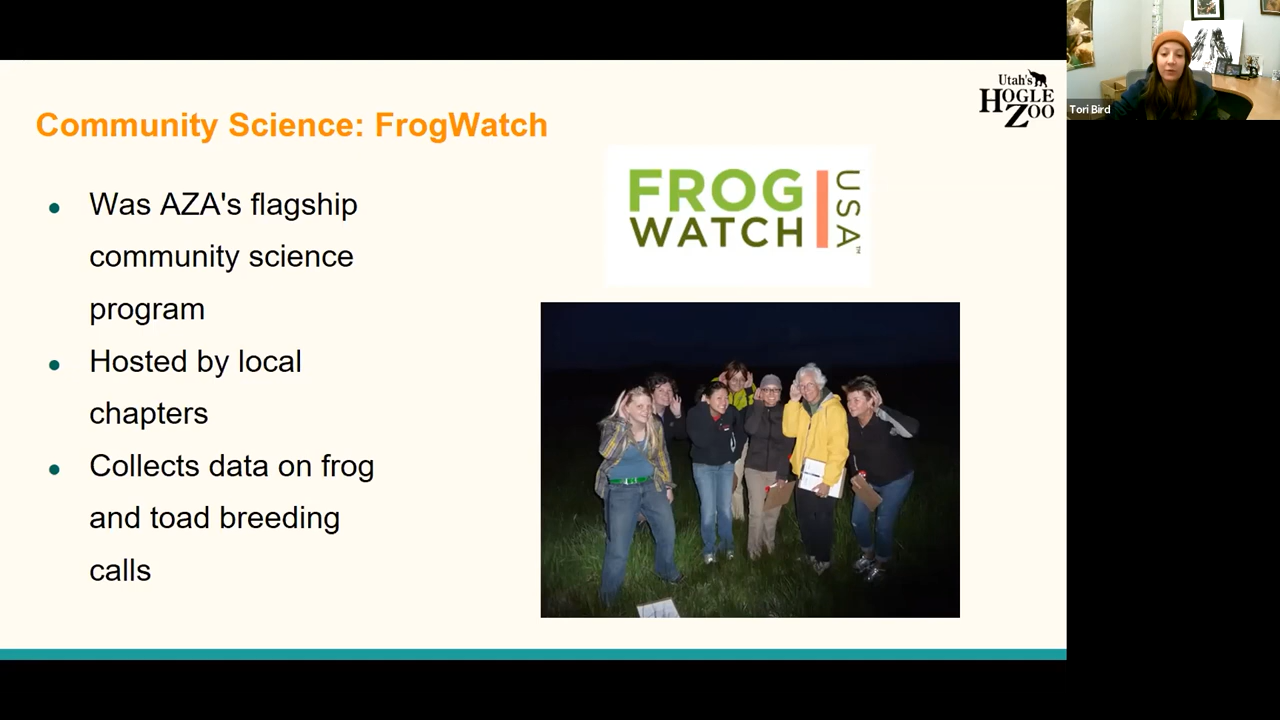 Community Science: FrogWatch
Was AZA's flagship
community science
program
Hosted by local
chapters
Collects data on frog
and toad breeding
calls
FROG
WATCH
USA™
Utah's
HOGLE
ZOO
Tori Bird